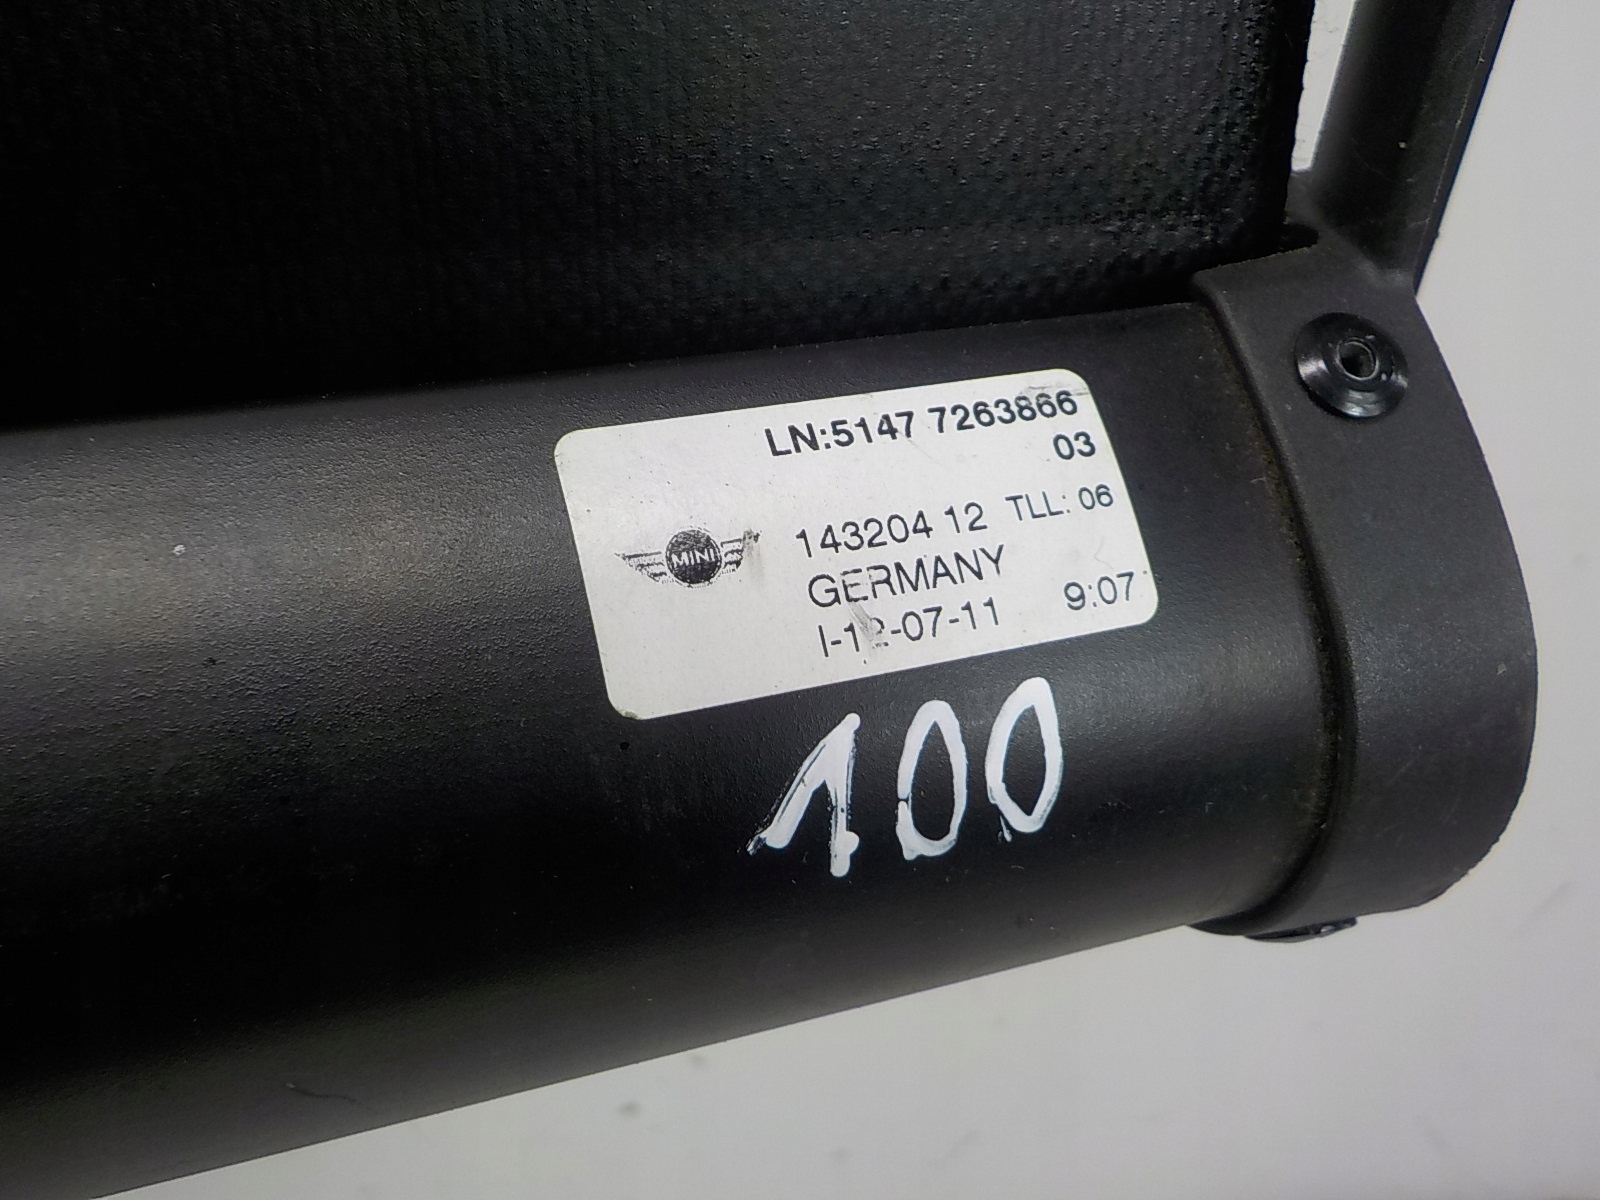 LN:5147 7263866
03
MINI
143204 12 TLL: 06
GERMANY
I-12-07-11 9:07
100